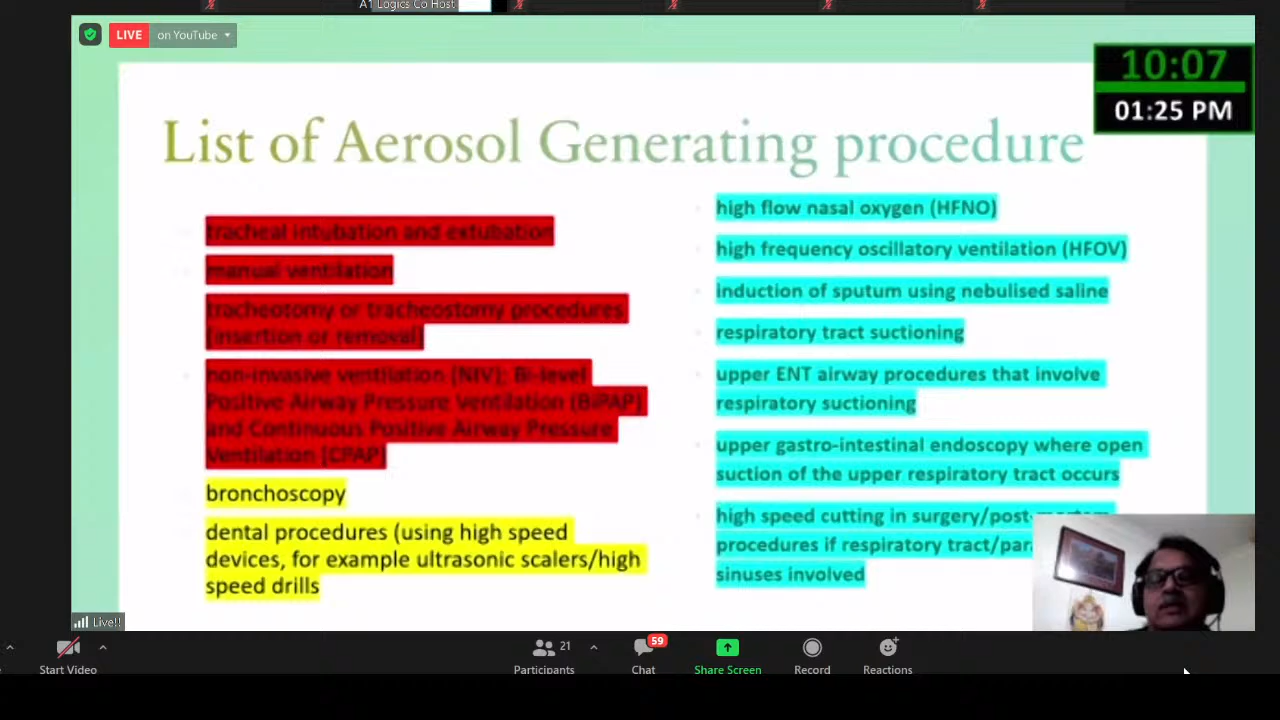 A1 Logics Co Host
LIVE on YouTube
10:07
01:25 PM
List of Aerosol Generating procedure
tracheal intubation and extubation
manual ventilation
tracheotomy or tracheostomy procedures
(insertion or removal)
non-invasive ventilation (NIV); Bi-level
Positive Airway Pressure Ventilation (BiPAP)
and Continuous Positive Airway Pressure
Ventilation (CPAP)
bronchoscopy
dental procedures (using high speed
devices, for example ultrasonic scalers/high
speed drills
high flow nasal oxygen (HFNO)
high frequency oscillatory ventilation (HFOV)
induction of sputum using nebulised saline
respiratory tract suctioning
upper ENT airway procedures that involve
respiratory suctioning
upper gastro-intestinal endoscopy where open
suction of the upper respiratory tract occurs
high speed cutting in surgery/post-mortem
procedures if respiratory tract/par
sinuses involved
Live!!
21
59
Start Video
Participants
Chat
Share Screen
Record
Reactions